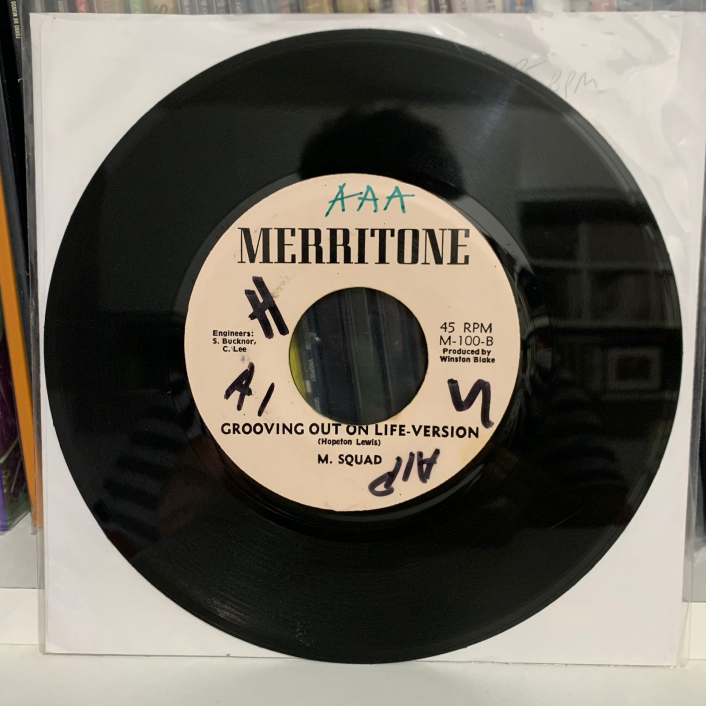 BPM
AAA
MERRITONE
H
Engineers:
S. Bucknor,
C. Lee
45 RPM
M-100-B
Produced by
Winston Blake
A1
GROOVING OUT ON LIFE-VERSION
(Hopeton Lewis)
M. SQUAD